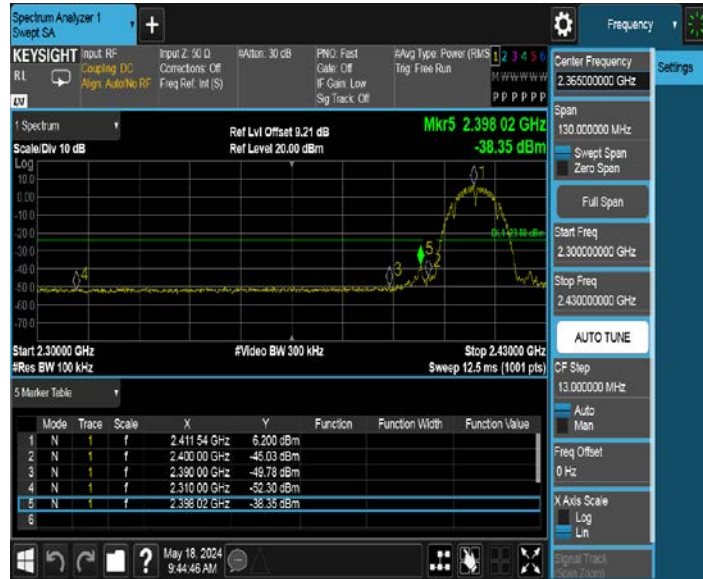 Spectrum Analyzer 1
Swept SA
+
Frequency
KEYSIGHT
RL
Input: RF
Coupling: DC
Align: Auto/No RF
Input Z: 50 Ω
Corrections: Off
Freq Ref: Int (S)
#Atten: 30 dB
PNO: Fast
Gate: Off
IF Gain: Low
Sig Track: Off
#Avg Type: Power (RMS
Trig: Free Run
1 2 3 4 5 6
M W W W W W
P P P P P P
Center Frequency
2.365000000 GHz
Settings
Span
130.000000 MHz
Swept Span
Zero Span
Full Span
Start Freq
2.300000000 GHz
Stop Freq
2.430000000 GHz
AUTO TUNE
CF Step
13.000000 MHz
Auto
Man
Freq Offset
0 Hz
X Axis Scale
Log
Lin
Signal Track
(Span Zoom)
1 Spectrum
Scale/Div 10 dB
Ref Lvl Offset 9.21 dB
Ref Level 20.00 dBm
Mkr5 2.398 02 GHz
-38.35 dBm
Log
10.0
0.00
-10.0
-20.0
-30.0
-40.0
-50.0
-60.0
-70.0
1
5
2
3
4
Start 2.30000 GHz
#Res BW 100 kHz
#Video BW 300 kHz
Stop 2.43000 GHz
Sweep 12.5 ms (1001 pts)
5 Marker Table
Mode Trace Scale X Y Function Function Width Function Value
1 N 1 f 2.411 54 GHz 6.200 dBm
2 N 1 f 2.400 00 GHz -45.03 dBm
3 N 1 f 2.390 00 GHz -49.78 dBm
4 N 1 f 2.310 00 GHz -52.30 dBm
5 N 1 f 2.398 02 GHz -38.35 dBm
6
?
May 18, 2024
9:44:46 AM